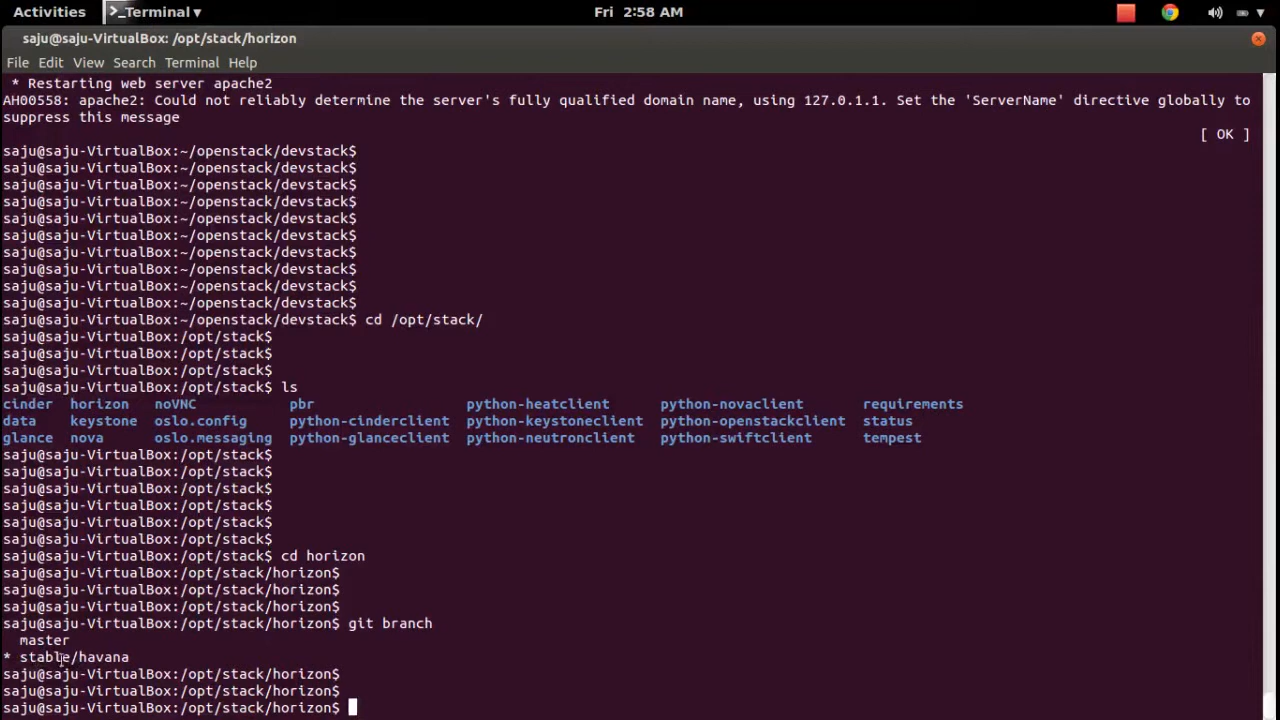 Activities
>_Terminal ▾
Fri 2:58 AM
saju@saju-VirtualBox: /opt/stack/horizon
File Edit View Search Terminal Help
 * Restarting web server apache2
AH00558: apache2: Could not reliably determine the server's fully qualified domain name, using 127.0.1.1. Set the 'ServerName' directive globally to
suppress this message
[ OK ]
saju@saju-VirtualBox:~/openstack/devstack$
saju@saju-VirtualBox:~/openstack/devstack$
saju@saju-VirtualBox:~/openstack/devstack$
saju@saju-VirtualBox:~/openstack/devstack$
saju@saju-VirtualBox:~/openstack/devstack$
saju@saju-VirtualBox:~/openstack/devstack$
saju@saju-VirtualBox:~/openstack/devstack$
saju@saju-VirtualBox:~/openstack/devstack$
saju@saju-VirtualBox:~/openstack/devstack$
saju@saju-VirtualBox:~/openstack/devstack$
saju@saju-VirtualBox:~/openstack/devstack$ cd /opt/stack/
saju@saju-VirtualBox:/opt/stack$
saju@saju-VirtualBox:/opt/stack$
saju@saju-VirtualBox:/opt/stack$
saju@saju-VirtualBox:/opt/stack$ ls
cinder horizon noVNC pbr python-heatclient python-novaclient requirements
data keystone oslo.config python-cinderclient python-keystoneclient python-openstackclient status
glance nova oslo.messaging python-glanceclient python-neutronclient python-swiftclient tempest
saju@saju-VirtualBox:/opt/stack$
saju@saju-VirtualBox:/opt/stack$
saju@saju-VirtualBox:/opt/stack$
saju@saju-VirtualBox:/opt/stack$
saju@saju-VirtualBox:/opt/stack$
saju@saju-VirtualBox:/opt/stack$
saju@saju-VirtualBox:/opt/stack$ cd horizon
saju@saju-VirtualBox:/opt/stack/horizon$
saju@saju-VirtualBox:/opt/stack/horizon$
saju@saju-VirtualBox:/opt/stack/horizon$
saju@saju-VirtualBox:/opt/stack/horizon$ git branch
  master
* stable/havana
saju@saju-VirtualBox:/opt/stack/horizon$
saju@saju-VirtualBox:/opt/stack/horizon$
saju@saju-VirtualBox:/opt/stack/horizon$